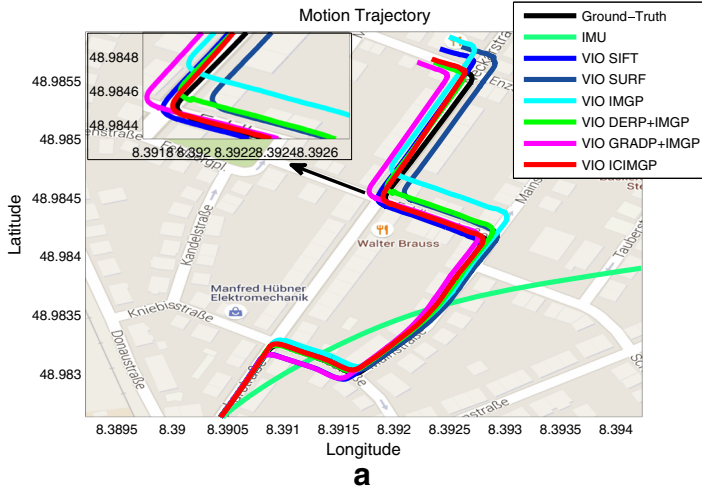 Motion Trajectory
Ground-Truth
IMU
VIO SIFT
VIO SURF
VIO IMGP
VIO DERP+IMGP
VIO GRADP+IMGP
VIO ICIMGP
48.9848
48.9846
48.9844
8.3918 8.392 8.3922 8.3924 8.3926
48.9855
48.985
48.9845
48.984
48.9835
48.983
Latitude
Kandelstraße
Walter Brauss
Manfred Hübner
Elektromechanik
Kniebisstraße
Donaustraße
8.3895 8.39 8.3905 8.391 8.3915 8.392 8.3925 8.393 8.3935 8.394
Longitude
a